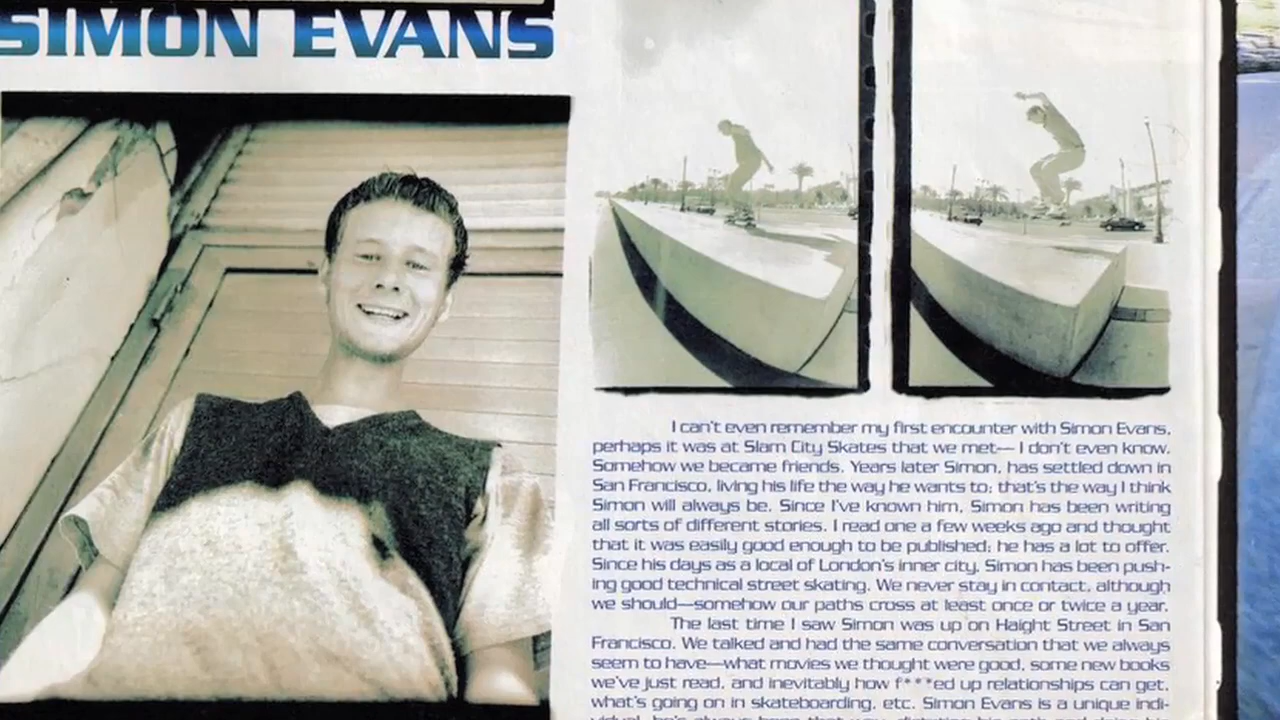 SIMON EVANS
I can't even remember my first encounter with Simon Evans,
perhaps it was at Slam City Skates that we met— I don't even know.
Somehow we became friends. Years later Simon, has settled down in
San Francisco, living his life the way he wants to; that's the way I think
Simon will always be. Since I've known him, Simon has been writing
all sorts of different stories. I read one a few weeks ago and thought
that it was easily good enough to be published; he has a lot to offer.
Since his days as a local of London's inner city, Simon has been push-
ing good technical street skating. We never stay in contact, although
we should—somehow our paths cross at least once or twice a year.
The last time I saw Simon was up on Haight Street in San
Francisco. We talked and had the same conversation that we always
seem to have—what movies we thought were good, some new books
we've just read, and inevitably how f***ed up relationships can get,
what's going on in skateboarding, etc. Simon Evans is a unique indi-